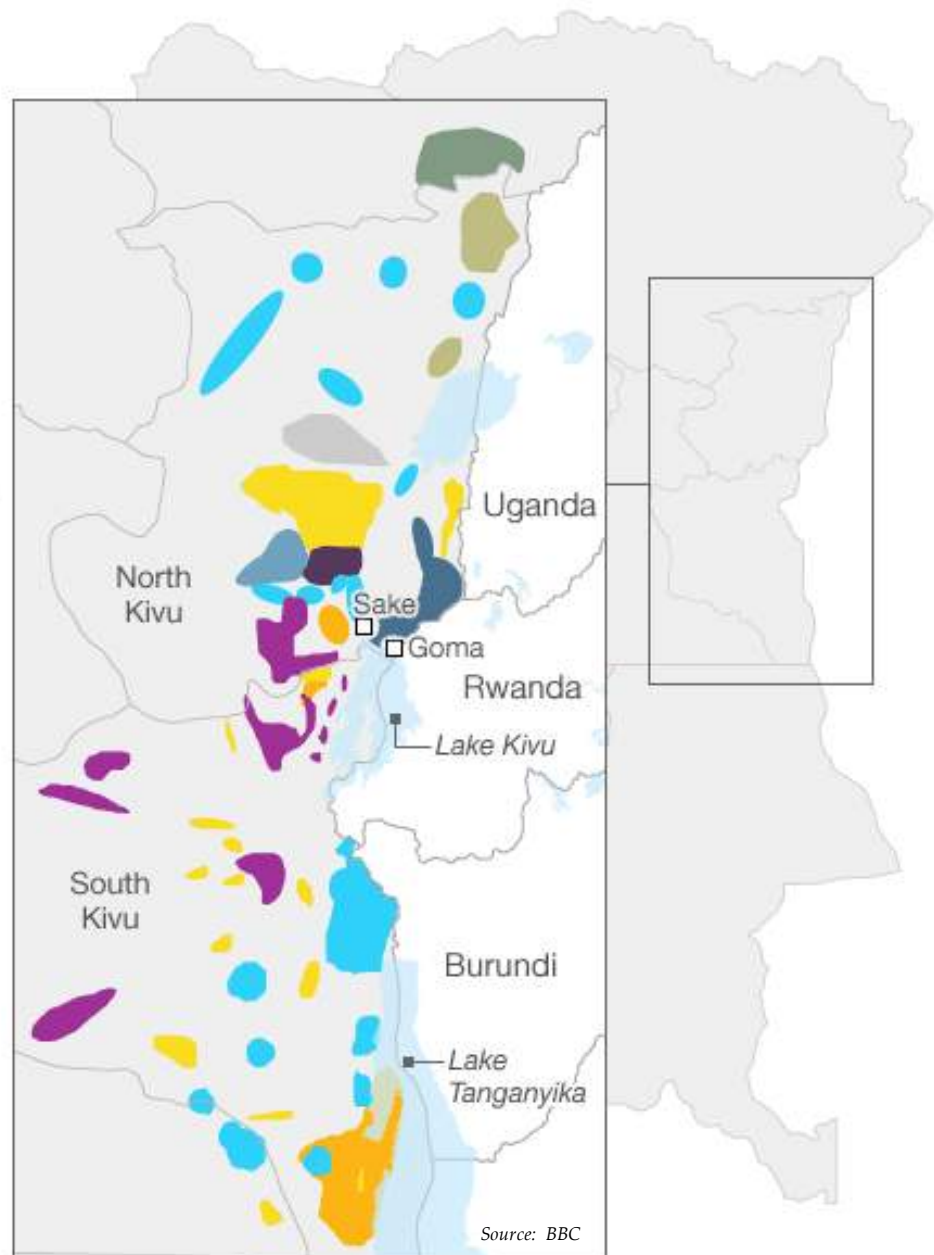 Uganda
North
Kivu
Sake
Goma
Rwanda
Lake Kivu
South
Kivu
Burundi
Lake
Tanganyika
Source: BBC